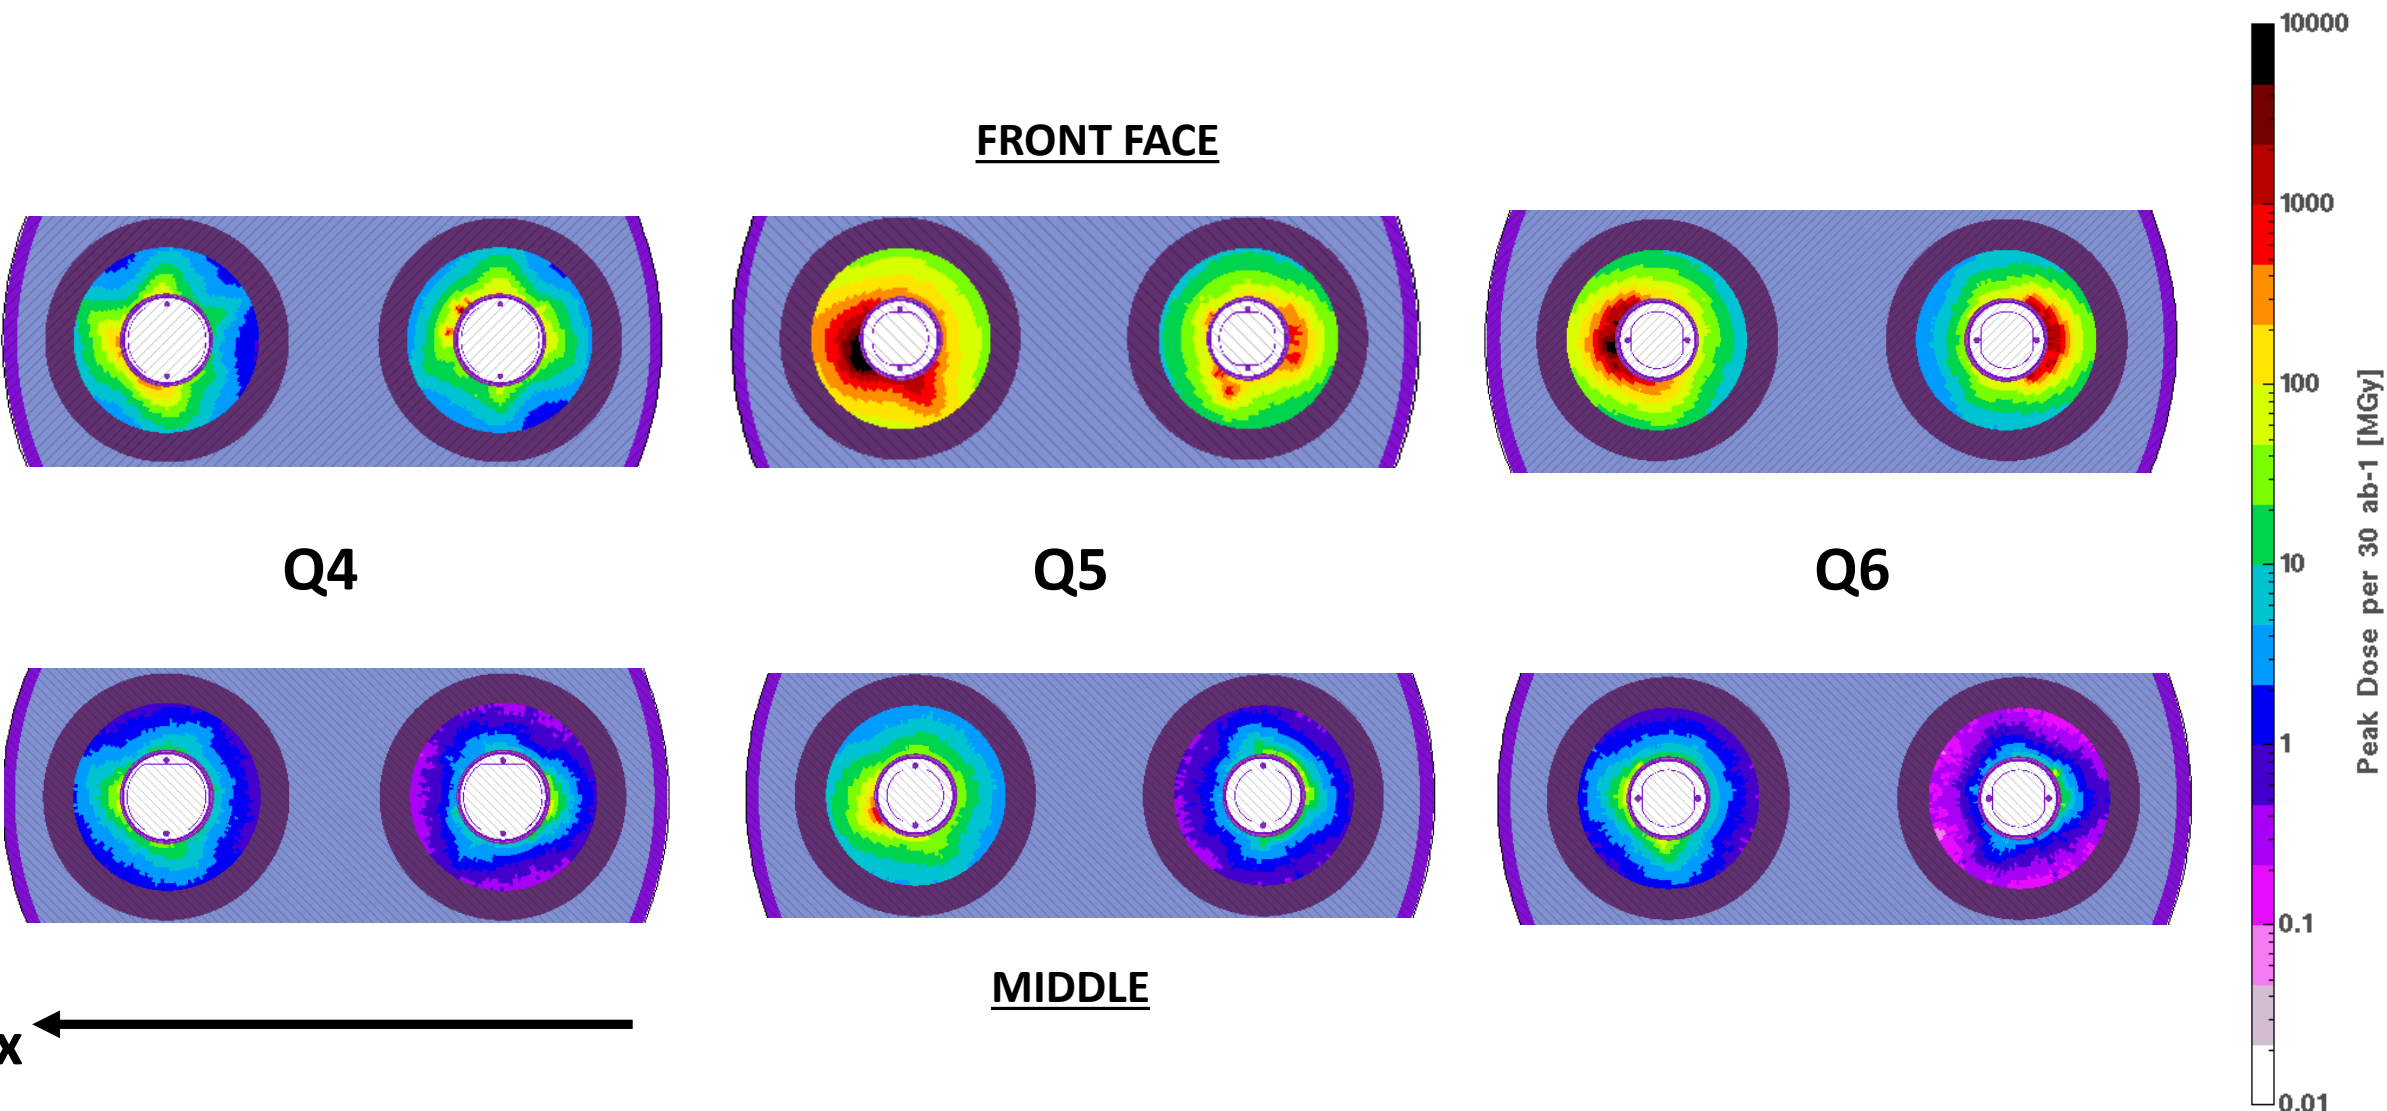 FRONT FACE
Q4 Q5 Q6
MIDDLE
x
10000
1000
100
10
1
0.1
0.01
Peak Dose per 30 ab-1 [MGy]